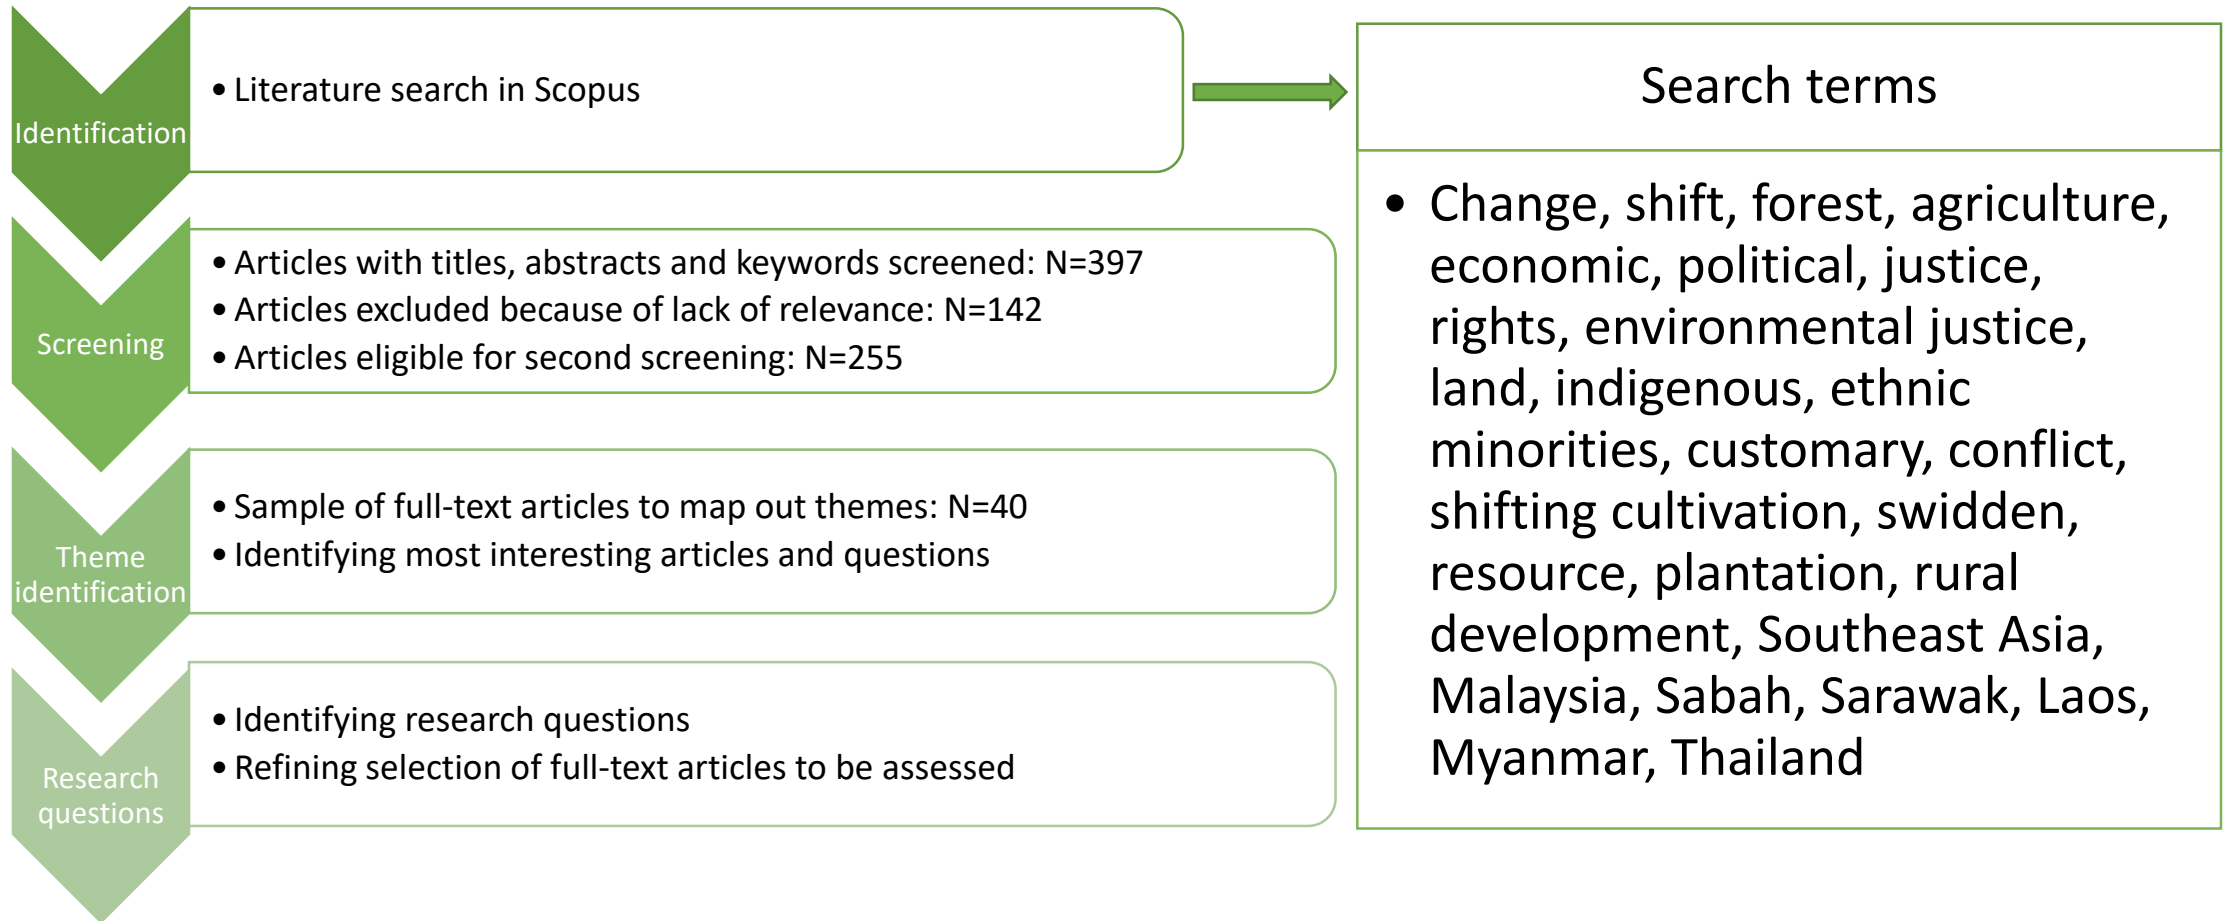 Identification
• Literature search in Scopus
Search terms
• Change, shift, forest, agriculture,
economic, political, justice,
rights, environmental justice,
land, indigenous, ethnic
minorities, customary, conflict,
shifting cultivation, swidden,
resource, plantation, rural
development, Southeast Asia,
Malaysia, Sabah, Sarawak, Laos,
Myanmar, Thailand
Screening
• Articles with titles, abstracts and keywords screened: N=397
• Articles excluded because of lack of relevance: N=142
• Articles eligible for second screening: N=255
Theme
identification
• Sample of full-text articles to map out themes: N=40
• Identifying most interesting articles and questions
Research
questions
• Identifying research questions
• Refining selection of full-text articles to be assessed